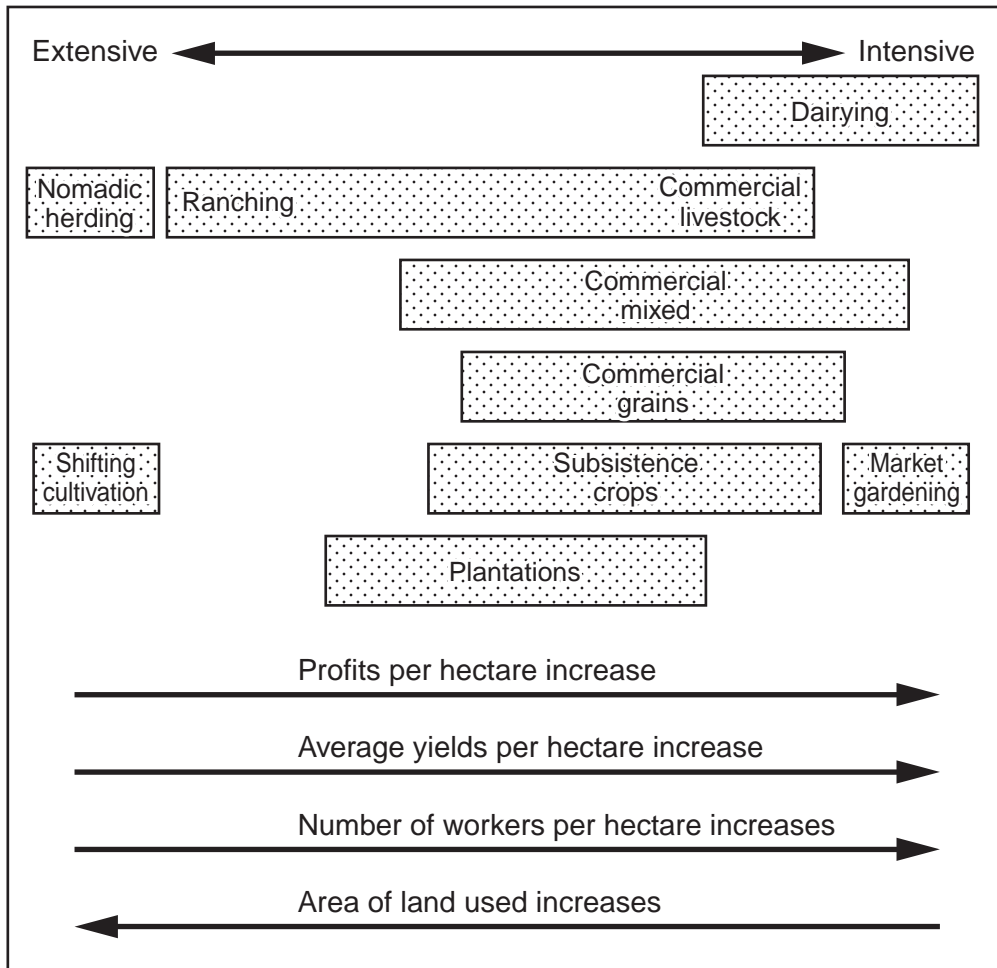 Extensive Intensive
Dairying
Nomadic
herding
Ranching
Commercial
livestock
Commercial
mixed
Commercial
grains
Shifting
cultivation
Subsistence
crops
Market
gardening
Plantations
Profits per hectare increase
Average yields per hectare increase
Number of workers per hectare increases
Area of land used increases